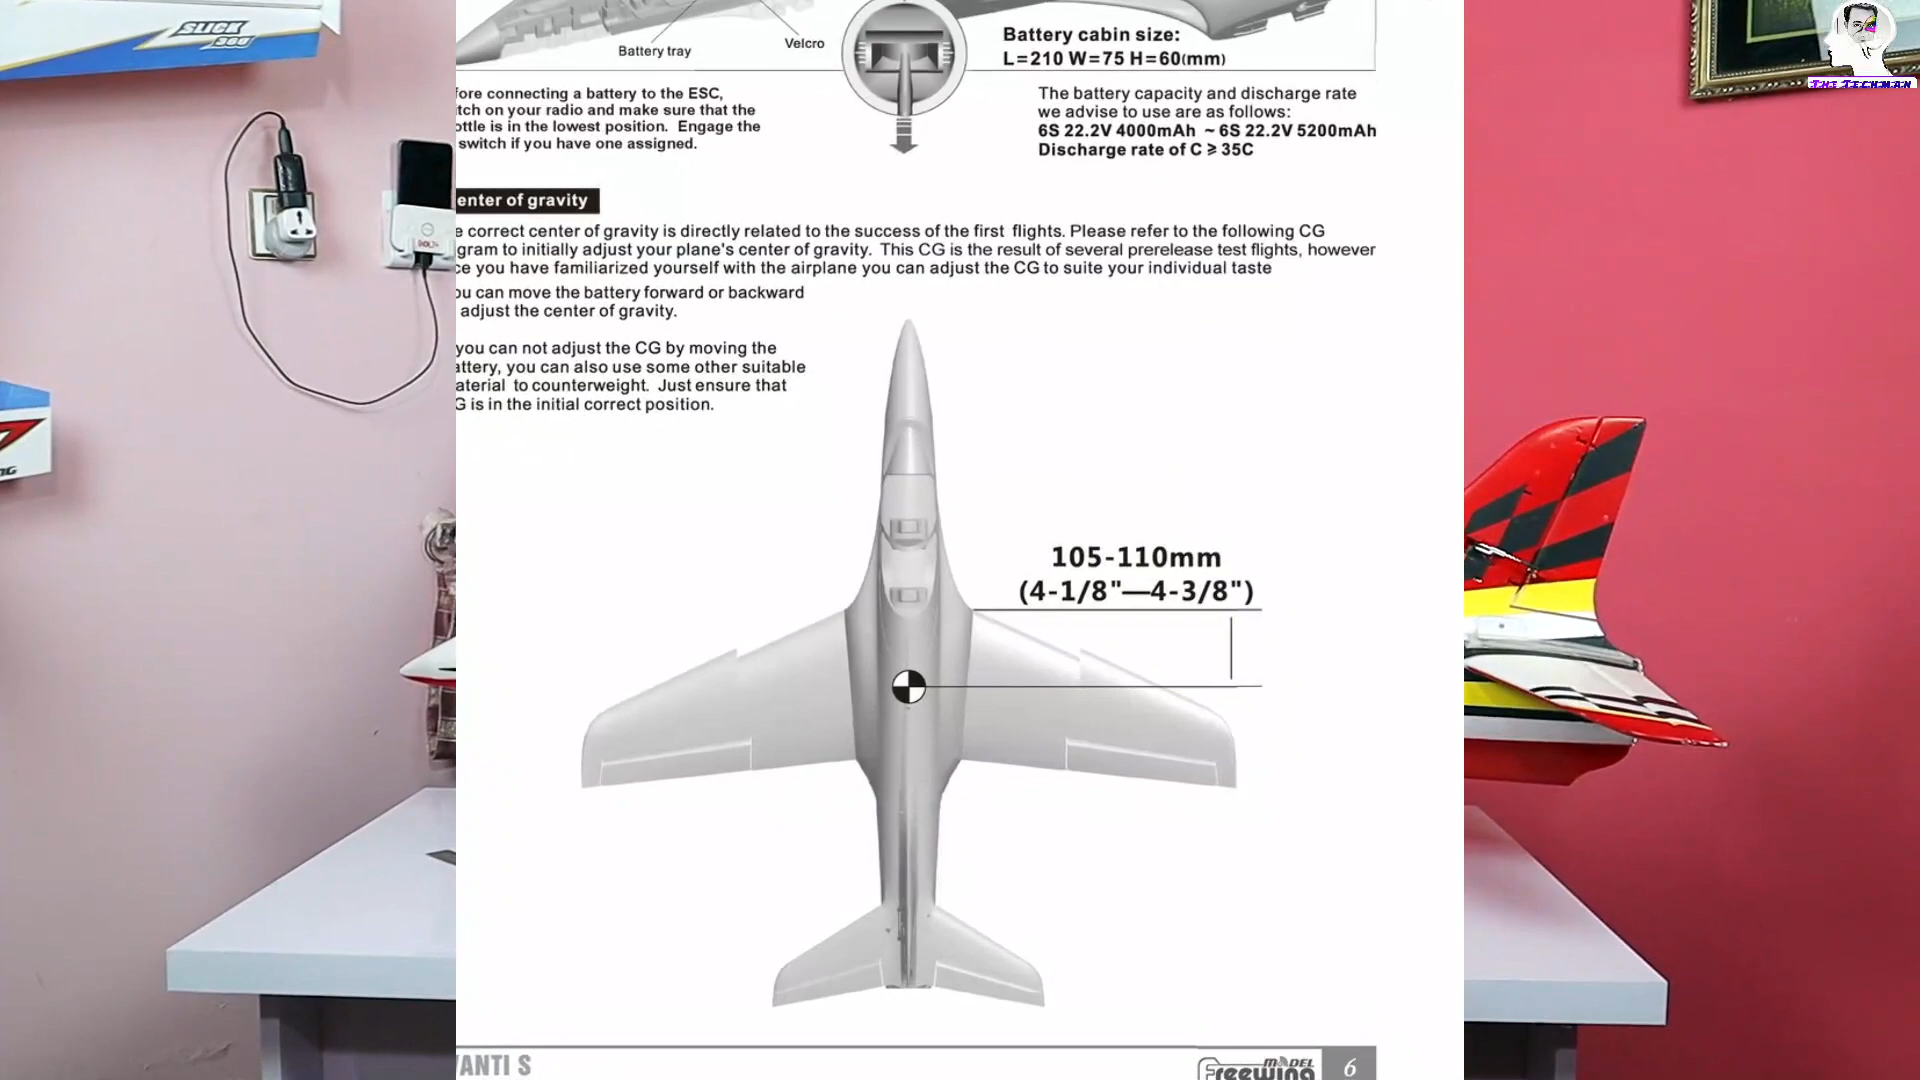 SLICK
360
THE TECHMAN
Battery tray
Velcro
Battery cabin size:
L=210 W=75 H=60(mm)
fore connecting a battery to the ESC,
itch on your radio and make sure that the
ottle is in the lowest position. Engage the
switch if you have one assigned.
The battery capacity and discharge rate
we advise to use are as follows:
6S 22.2V 4000mAh ~ 6S 22.2V 5200mAh
Discharge rate of C ≥ 35C
enter of gravity
e correct center of gravity is directly related to the success of the first flights. Please refer to the following CG
gram to initially adjust your plane's center of gravity. This CG is the result of several prerelease test flights, however
ce you have familiarized yourself with the airplane you can adjust the CG to suite your individual taste
ou can move the battery forward or backward
adjust the center of gravity.
you can not adjust the CG by moving the
attery, you can also use some other suitable
aterial to counterweight. Just ensure that
G is in the initial correct position.
NG
105-110mm
(4-1/8"—4-3/8")
VANTI S
Freewing MODEL
6